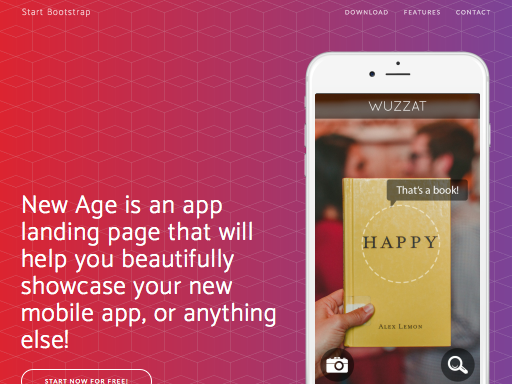 Start Bootstrap
DOWNLOAD FEATURES CONTACT
WUZZAT
That's a book!
HAPPY
ALEX LEMON
New Age is an app
landing page that will
help you beautifully
showcase your new
mobile app, or anything
else!
START NOW FOR FREE!